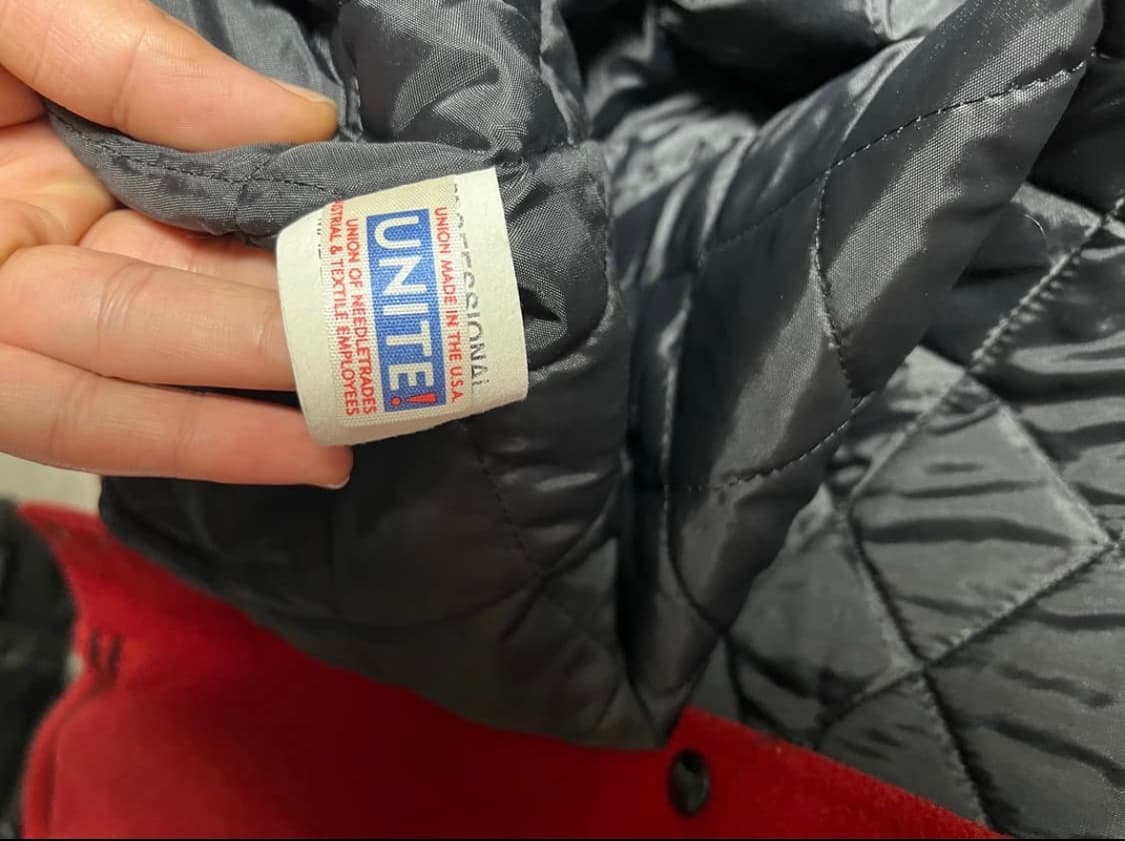 UNION MADE IN THE U.S.A.
UNITE!
UNION OF NEEDLETRADES
STRIAL & TEXTILE EMPLOYEES